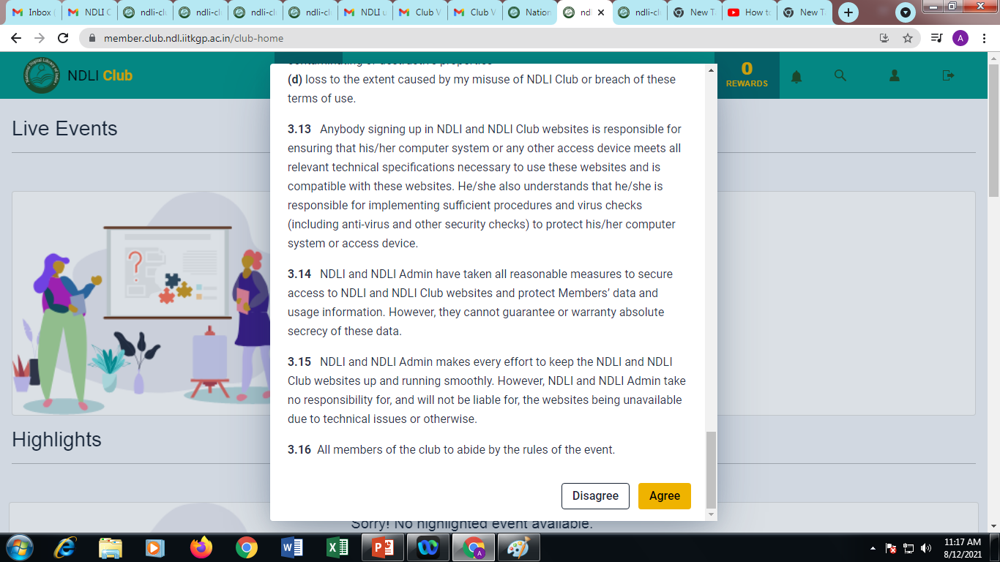 Inbox
NDLI C
ndli-cl
ndli-cl
ndli-cl
ndli-cl
NDLI u
Club V
Club V
Nation
ndl
ndli-cl
New T
How to
New T
member.club.ndl.iitkgp.ac.in/club-home
A
NDLI Club
0
REWARDS
Live Events
(d) loss to the extent caused by my misuse of NDLI Club or breach of these
terms of use.
3.13 Anybody signing up in NDLI and NDLI Club websites is responsible for
ensuring that his/her computer system or any other access device meets all
relevant technical specifications necessary to use these websites and is
compatible with these websites. He/she also understands that he/she is
responsible for implementing sufficient procedures and virus checks
(including anti-virus and other security checks) to protect his/her computer
system or access device.
3.14 NDLI and NDLI Admin have taken all reasonable measures to secure
access to NDLI and NDLI Club websites and protect Members’ data and
usage information. However, they cannot guarantee or warranty absolute
secrecy of these data.
3.15 NDLI and NDLI Admin makes every effort to keep the NDLI and NDLI
Club websites up and running smoothly. However, NDLI and NDLI Admin take
no responsibility for, and will not be liable for, the websites being unavailable
due to technical issues or otherwise.
3.16 All members of the club to abide by the rules of the event.
Disagree Agree
Highlights
Sorry! No highlighted event available.
11:17 AM
8/12/2021